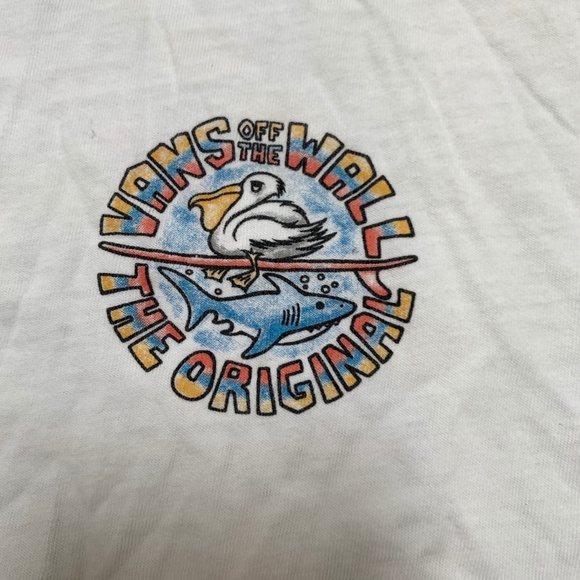 VANS OFF THE WALL
THE ORIGINAL